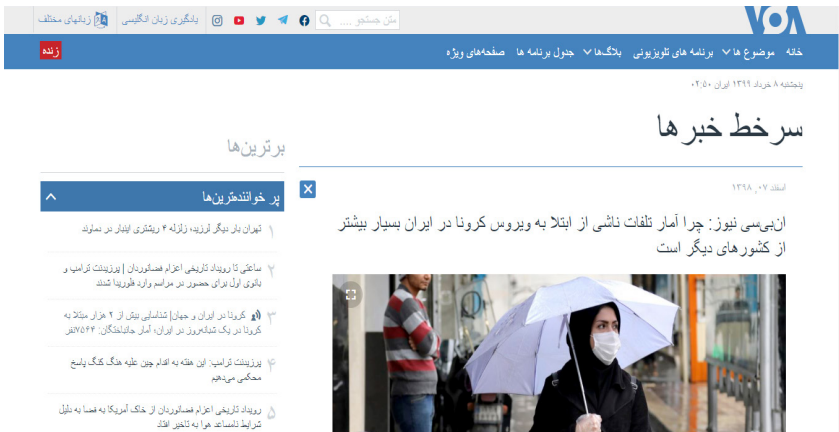 VOA
متن جستجو ....
یادگیری زبان انگلیسی
زبانهای مختلف
خانه موضوع ها برنامه های تلویزیونی بلاگ‌ها جدول برنامه ها صفحه‌های ویژه
زنده
پنجشنبه ۸ خرداد ۱۳۹۹ ایران ۰۲:۵۰
سرخط خبرها
اسفند ۰۷, ۱۳۹۸
ان‌بی‌سی نیوز: چرا آمار تلفات ناشی از ابتلا به ویروس کرونا در ایران بسیار بیشتر
از کشورهای دیگر است
برترین‌ها
پر خواننده‌ترین‌ها
۱ تهران بار دیگر لرزید؛ زلزله ۴ ریشتری اینبار در دماوند
۲ ساعتی تا رویداد تاریخی اعزام فضانوردان | پرزیدنت ترامپ و
بانوی اول برای حضور در مراسم وارد فلوریدا شدند
۳ کرونا در ایران و جهان| شناسایی بیش از ۲ هزار مبتلا به
کرونا در یک شبانه‌روز در ایران؛ آمار جانباختگان: ۷۵۶۴نفر
۴ پرزیدنت ترامپ: این هفته به اقدام چین علیه هنگ کنگ پاسخ
محکمی می‌دهیم
۵ رویداد تاریخی اعزام فضانوردان از خاک آمریکا به فضا به دلیل
شرایط نامساعد هوا به تاخیر افتاد